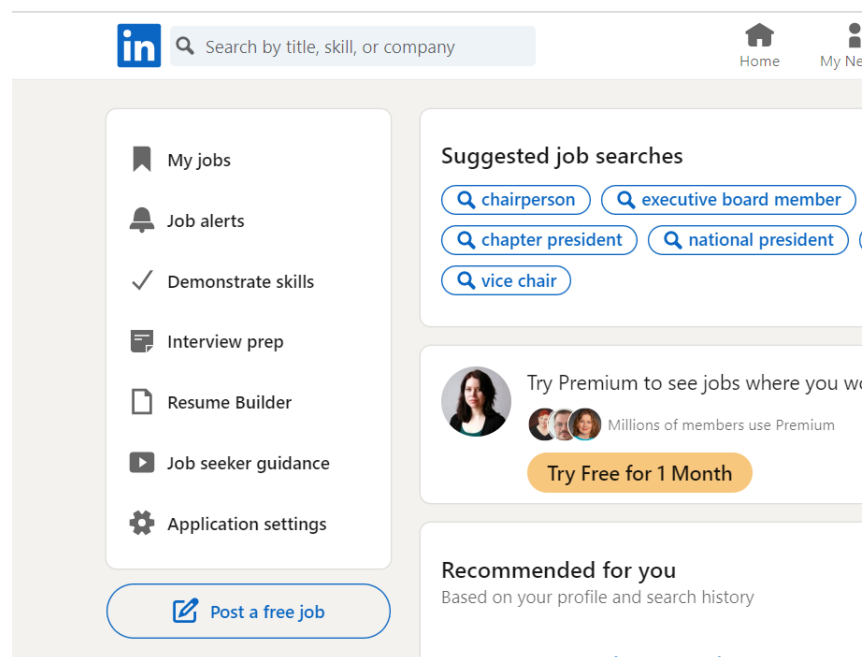 in
Search by title, skill, or company
Home
My Ne
My jobs
Job alerts
Demonstrate skills
Interview prep
Resume Builder
Job seeker guidance
Application settings
Post a free job
Suggested job searches
chairperson executive board member
chapter president national president
vice chair
Try Premium to see jobs where you wo
Millions of members use Premium
Try Free for 1 Month
Recommended for you
Based on your profile and search history